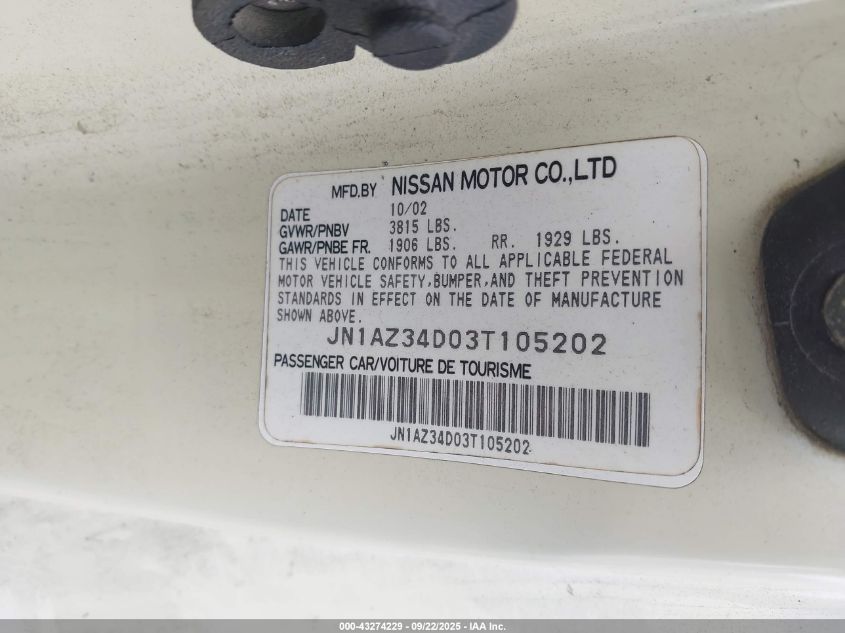 MFD.BY NISSAN MOTOR CO.,LTD
DATE 10/02
GVWR/PNBV 3815 LBS.
GAWR/PNBE FR. 1906 LBS. RR. 1929 LBS.
THIS VEHICLE CONFORMS TO ALL APPLICABLE FEDERAL
MOTOR VEHICLE SAFETY,BUMPER,AND THEFT PREVENTION
STANDARDS IN EFFECT ON THE DATE OF MANUFACTURE
SHOWN ABOVE.
JN1AZ34D03T105202
PASSENGER CAR/VOITURE DE TOURISME
JN1AZ34D03T105202
000-43274229 - 09/22/2025 - IAA Inc.